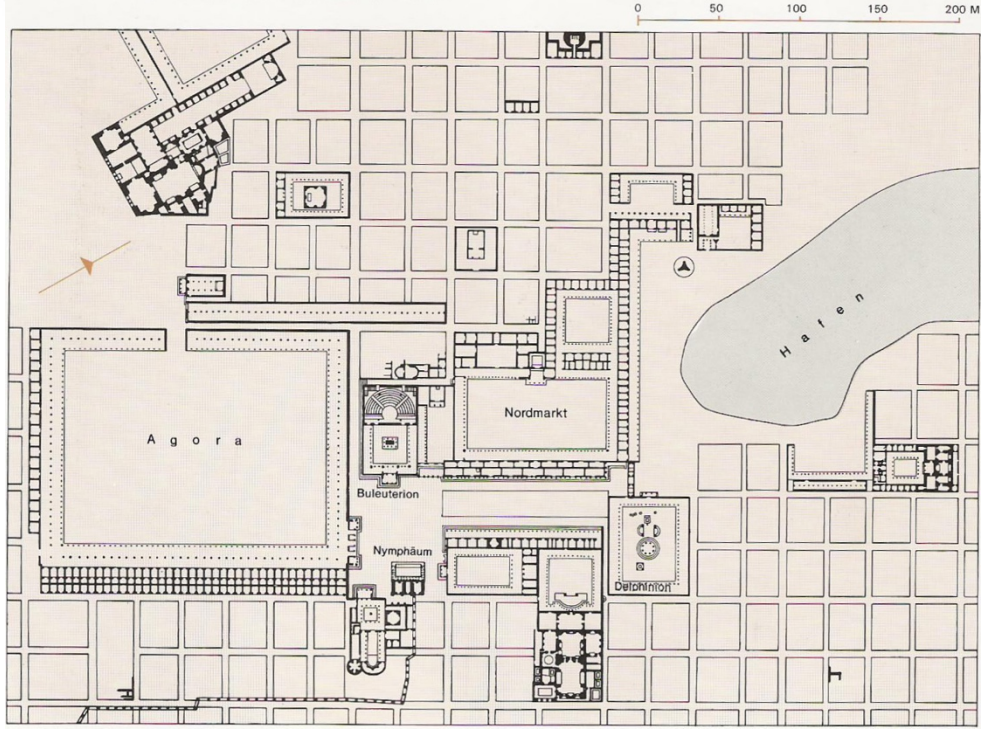 0 50 100 150 200 M
Hafen
Nordmarkt
Agora
Buleuterion
Nymphäum
Delphinion